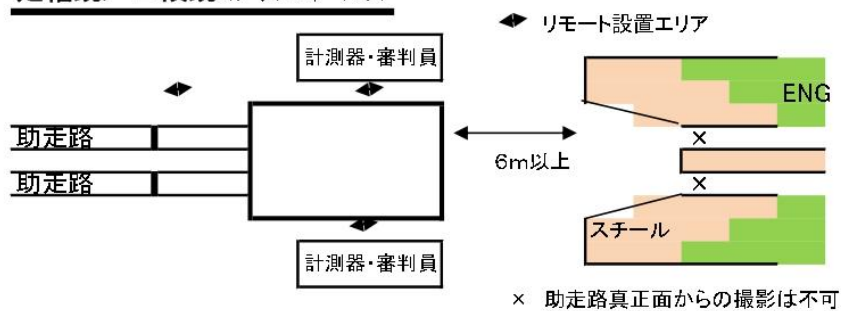 リモート設置エリア
計測器・審判員
ENG
助走路
6m以上
×
助走路
×
スチール
計測器・審判員
× 助走路真正面からの撮影は不可